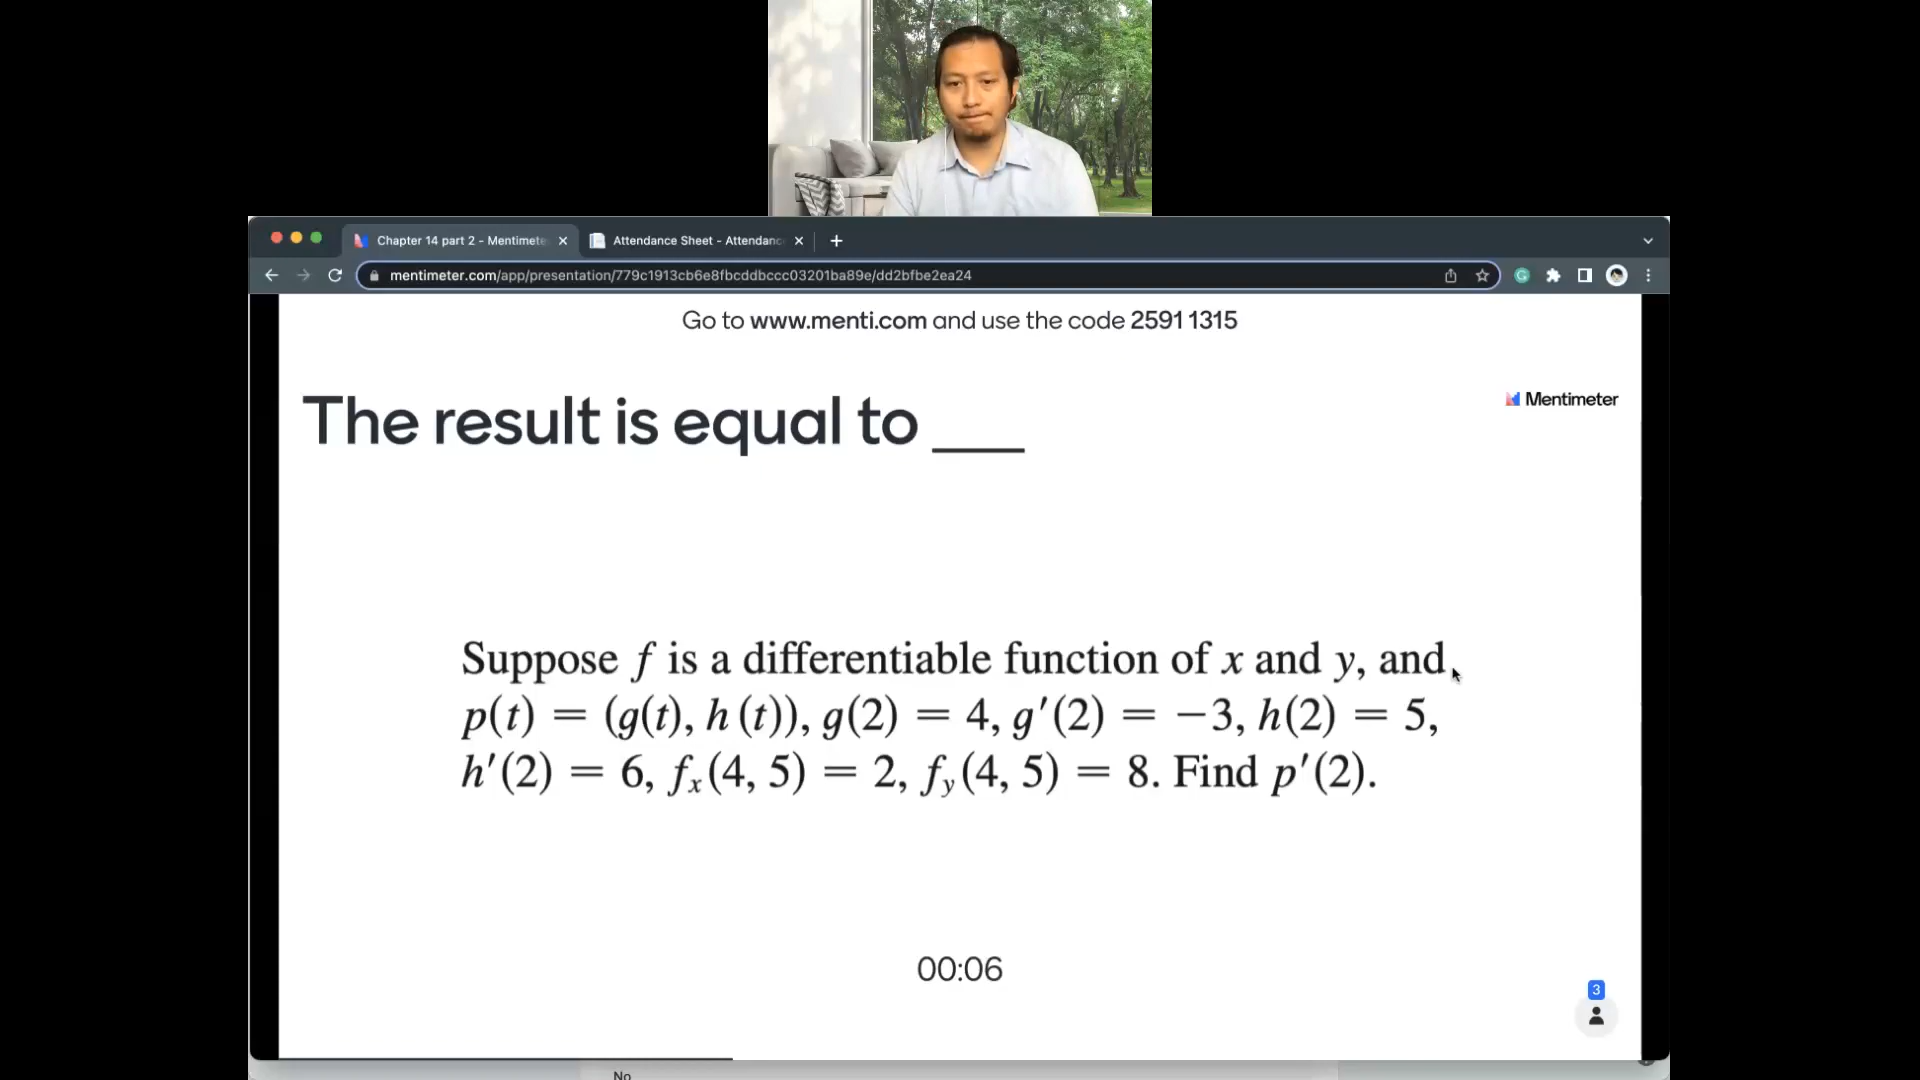 Chapter 14 part 2 - Mentimete
Attendance Sheet - Attendanc
mentimeter.com/app/presentation/779c1913cb6e8fbcddbccc03201ba89e/dd2bfbe2ea24
Go to www.menti.com and use the code 2591 1315
Mentimeter
The result is equal to ____
Suppose f is a differentiable function of x and y, and
p(t) = (g(t), h (t)), g(2) = 4, g′(2) = −3, h(2) = 5,
h′(2) = 6, fₓ(4, 5) = 2, f_y(4, 5) = 8. Find p′(2).
00:06
3
No